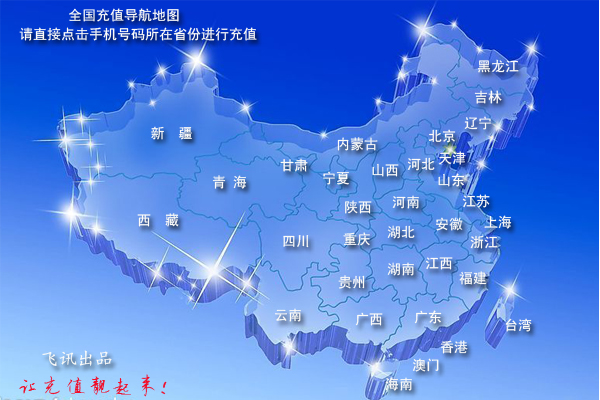 全国充值导航地图
请直接点击手机号码所在省份进行充值
黑龙江
吉林
辽宁
北京
内蒙古
天津
河北
新 疆
甘肃
山西
宁夏
山东
青 海
江苏
河南
陕西
西 藏
上海
安徽
湖北
重庆
四川
浙江
江西
湖南
福建
贵州
云南
广西
广东
台湾
香港
飞讯出品
澳门
让充值靓起来！
海南